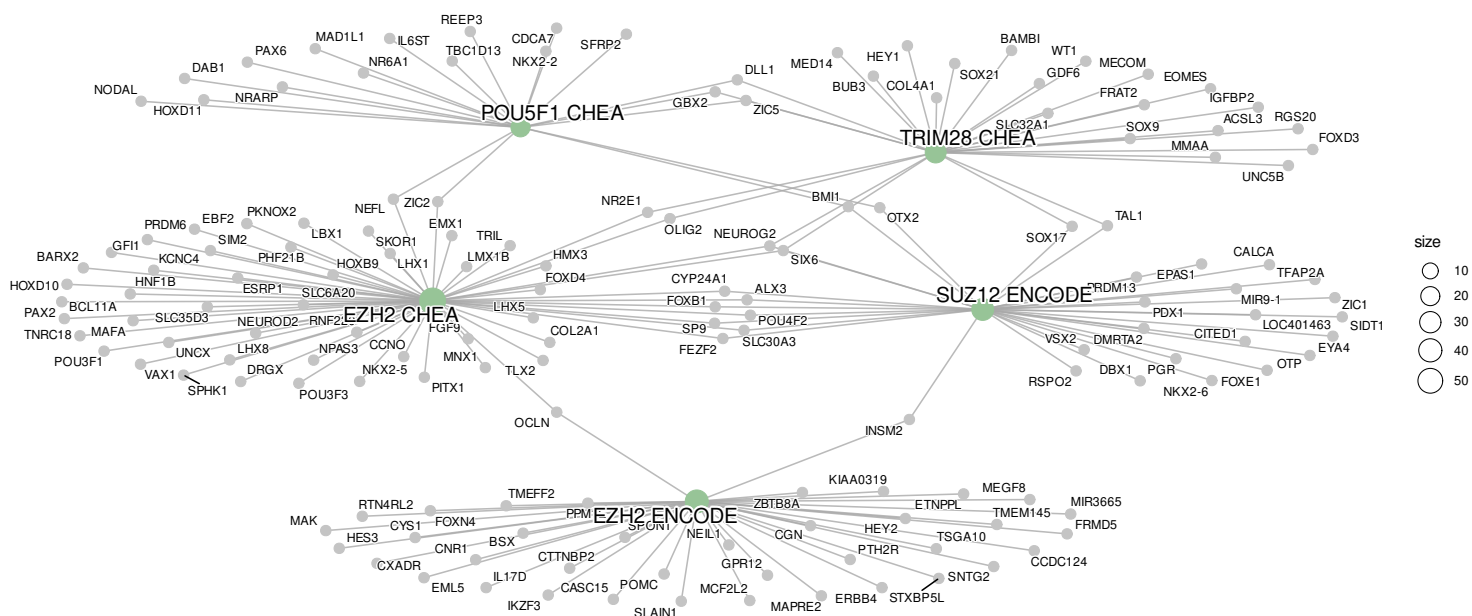 REEP3
CDCA7
SFRP2
IL6ST
MAD1L1
TBC1D13
NKX2-2
PAX6
NR6A1
DAB1
NODAL
HOXD11
NRARP
POU5F1 CHEA
DLL1
GBX2
ZIC5
BAMBI
HEY1
WT1
MED14
SOX21
MECOM
BUB3
COL4A1
GDF6
EOMES
FRAT2
IGFBP2
SLC32A1
ACSL3
RGS20
SOX9
FOXD3
TRIM28 CHEA
MMAA
UNC5B
NEFL
ZIC2
NR2E1
OLIG2
BMI1
OTX2
TAL1
SOX17
NEUROG2
SIX6
PKNOX2
EBF2
PRDM6
LBX1
EMX1
TRIL
GFI1
SIM2
SKOR1
BARX2
KCNC4
PHF21B
HOXB9
LHX1
LMX1B
HMX3
HOXD10
HNF1B
ESRP1
SLC6A20
FOXD4
PAX2
BCL11A
SLC35D3
EZH2 CHEA
LHX5
TNRC18
MAFA
NEUROD2
FGF9
COL2A1
POU3F1
UNCX
LHX8
NPAS3
CCNO
MNX1
VAX1
SPHK1
DRGX
POU3F3
NKX2-5
PITX1
TLX2
CYP24A1
ALX3
FOXB1
POU4F2
SP9
SLC30A3
FEZF2
CALCA
EPAS1
TFAP2A
PRDM13
SUZ12 ENCODE
MIR9-1
ZIC1
PDX1
LOC401463
SIDT1
VSX2
DMRTA2
CITED1
EYA4
RSPO2
DBX1
PGR
OTP
NKX2-6
FOXE1
OCLN
INSM2
KIAA0319
MEGF8
TMEFF2
RTN4RL2
ZBTB8A
ETNPPL
MIR3665
MAK
CYS1
FOXN4
EZH2 ENCODE
TMEM145
FRMD5
HES3
BSX
SPON1
NEIL1
CGN
HEY2
TSGA10
CNR1
CTTNBP2
PTH2R
CCDC124
CXADR
GPR12
SNTG2
EML5
IL17D
CASC15
POMC
MCF2L2
ERBB4
STXBP5L
IKZF3
SLAIN1
MAPRE2
size
10
20
30
40
50